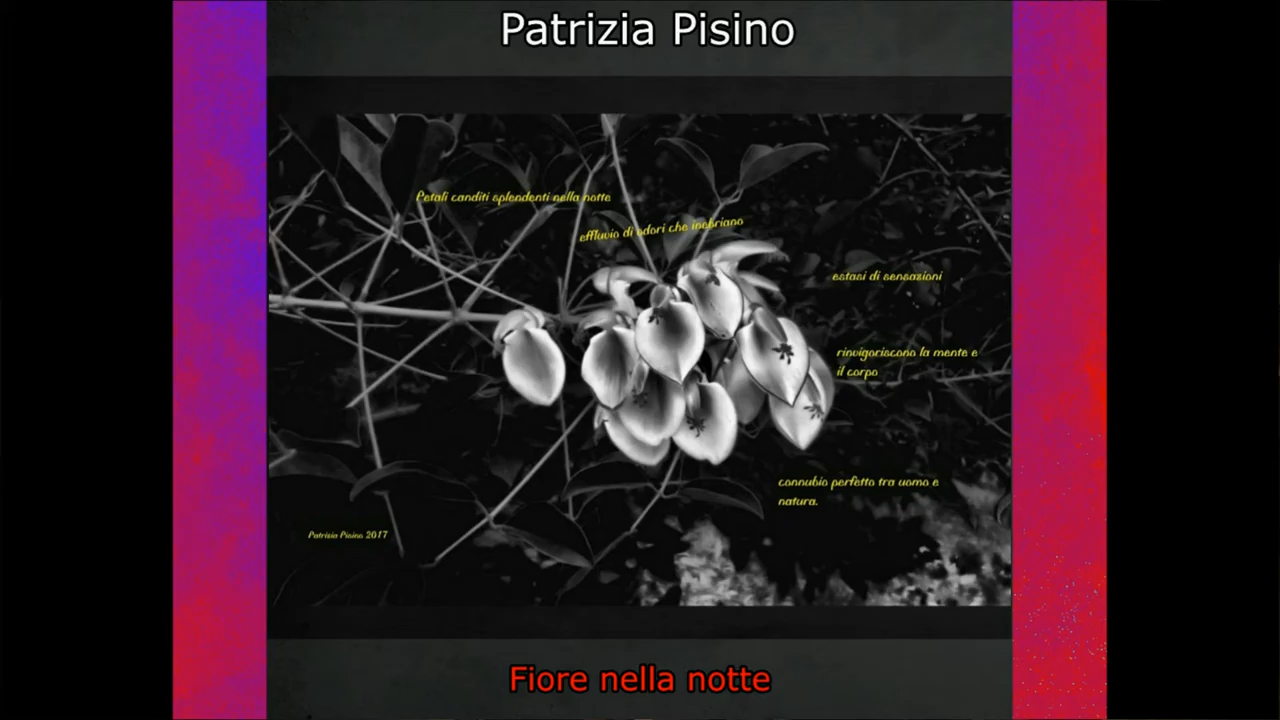 Patrizia Pisino
Petali canditi splendenti nella notte
effluvio di odori che inebriano
estasi di sensazioni
rinvigoriscono la mente e
il corpo
connubio perfetto tra uomo e
natura.
Patrizia Pisino 2017
Fiore nella notte